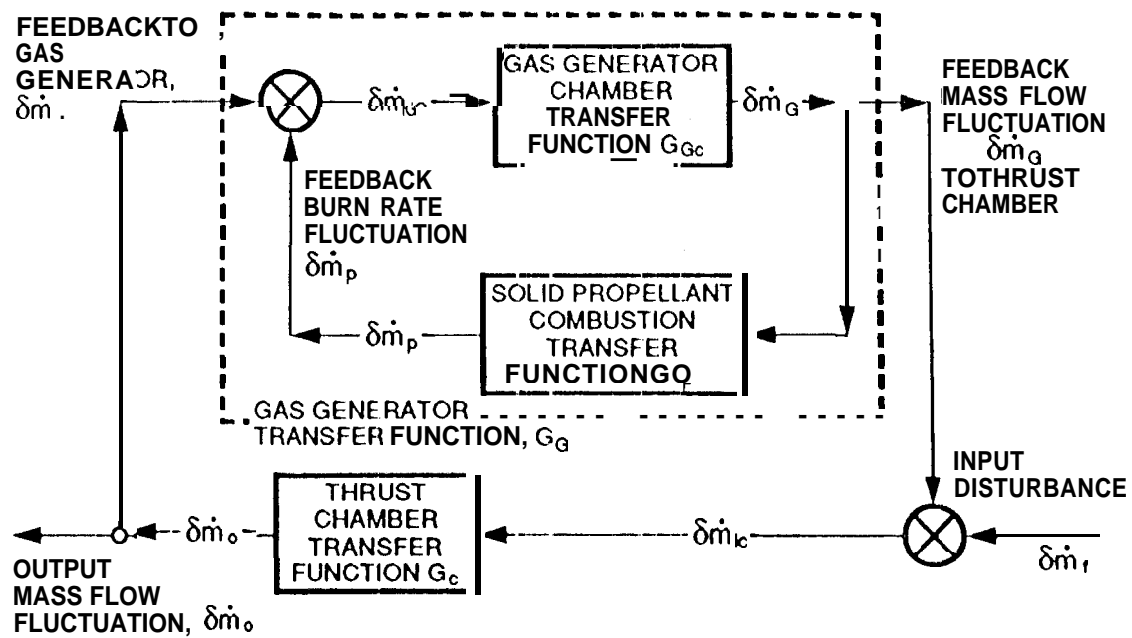 FEEDBACKTO
GAS
δṁ .
GAS GENERATOR
CHAMBER
TRANSFER
FUNCTION G_Gc
δṁ_G
FEEDBACK
MASS FLOW
FLUCTUATION
δṁ_G
TOTHRUST
CHAMBER
FEEDBACK
BURN RATE
FLUCTUATION
δṁ_p
δṁ_p
SOLID PROPELLANT
COMBUSTION
TRANSFER
GAS GENERATOR
TRANSFER FUNCTION, G_G
INPUT
DISTURBANCE
THRUST
CHAMBER
TRANSFER
FUNCTION G_c
δṁ_o
δṁ_Ic
δṁ_f
OUTPUT
MASS FLOW
FLUCTUATION, δṁ_o